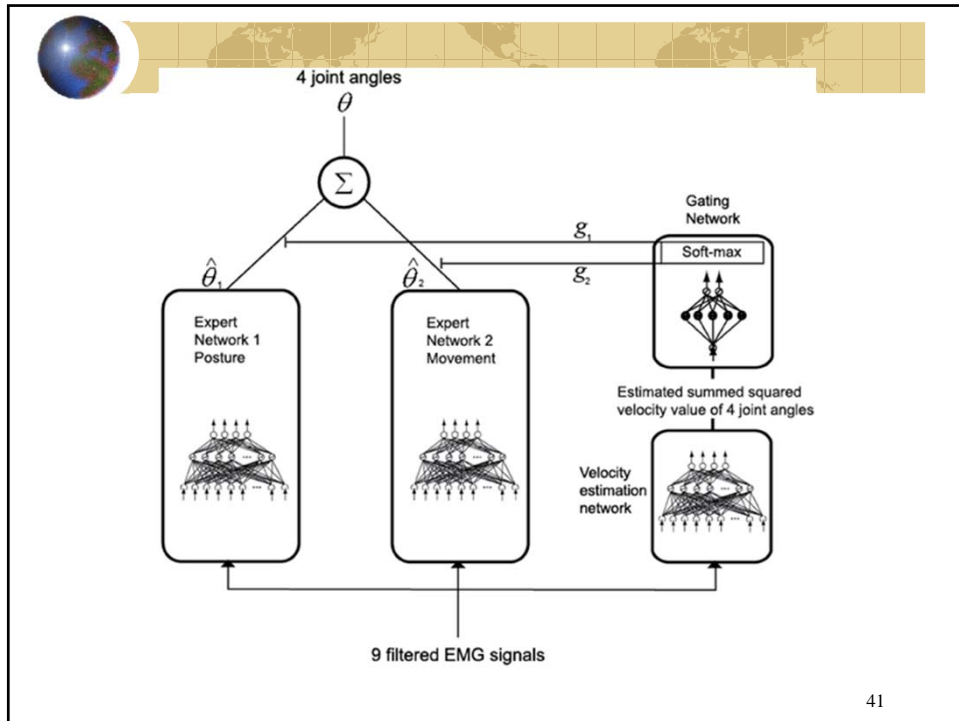 4 joint angles
θ
Σ
Gating
Network
g₁
Soft-max
g₂
θ̂₁
θ̂₂
Expert
Network 1
Posture
Expert
Network 2
Movement
Estimated summed squared
velocity value of 4 joint angles
Velocity
estimation
network
9 filtered EMG signals
41